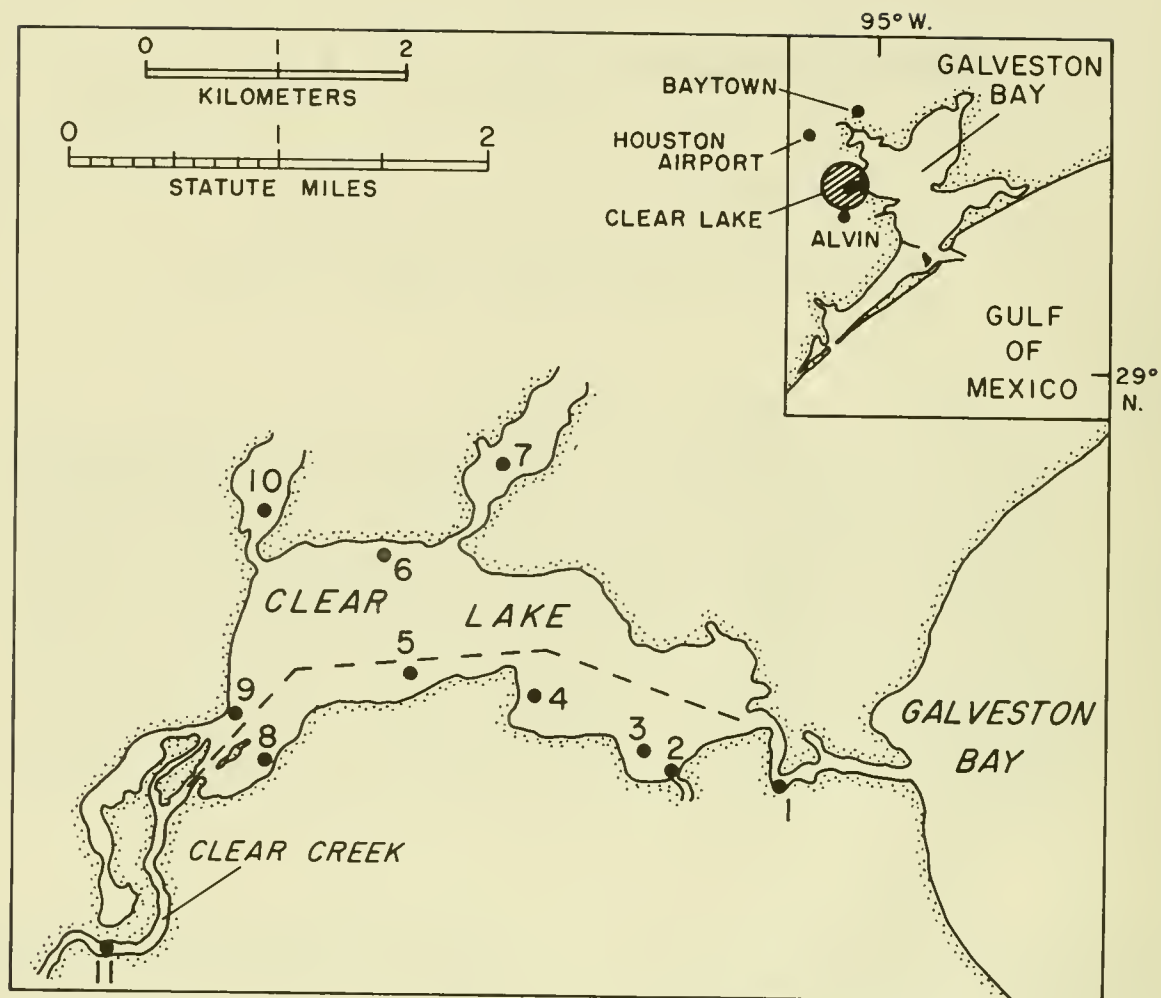 0 1 2
KILOMETERS
0 1 2
STATUTE MILES
95° W.
GALVESTON
BAY
BAYTOWN
HOUSTON
AIRPORT
CLEAR LAKE
ALVIN
GULF
OF
MEXICO
29°
N.
10
7
6
CLEAR
LAKE
5
4
9
8
3
2
1
GALVESTON
BAY
CLEAR CREEK
11